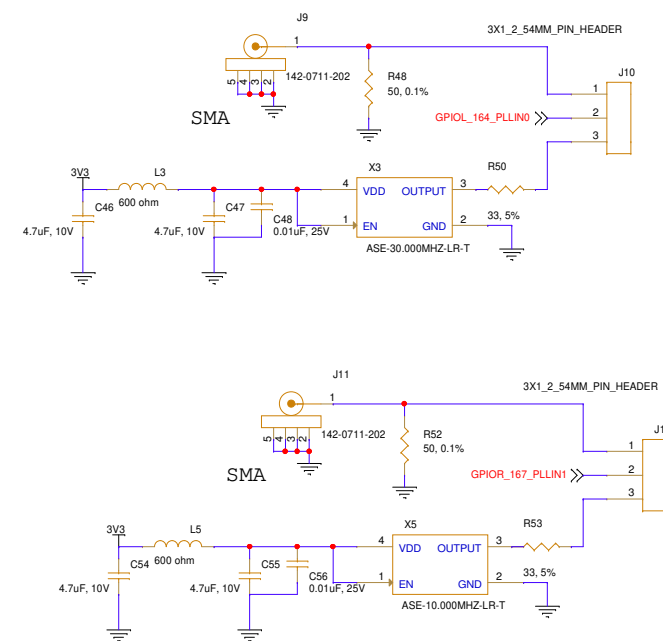 J9
3X1_2_54MM_PIN_HEADER
1
142-0711-202
R48
50, 0.1%
J10
1
2
3
5
4
3
2
SMA
GPIOL_164_PLLIN0
3V3
L3
600 ohm
C46
4.7uF, 10V
C47
4.7uF, 10V
C48
0.01uF, 25V
X3
4
VDD
OUTPUT
3
1
EN
GND
2
ASE-30.000MHZ-LR-T
R50
33, 5%
J11
3X1_2_54MM_PIN_HEADER
1
142-0711-202
R52
50, 0.1%
J1
1
2
3
5
4
3
2
SMA
GPIOR_167_PLLIN1
3V3
L5
600 ohm
C54
4.7uF, 10V
C55
4.7uF, 10V
C56
0.01uF, 25V
X5
4
VDD
OUTPUT
3
1
EN
GND
2
ASE-10.000MHZ-LR-T
R53
33, 5%